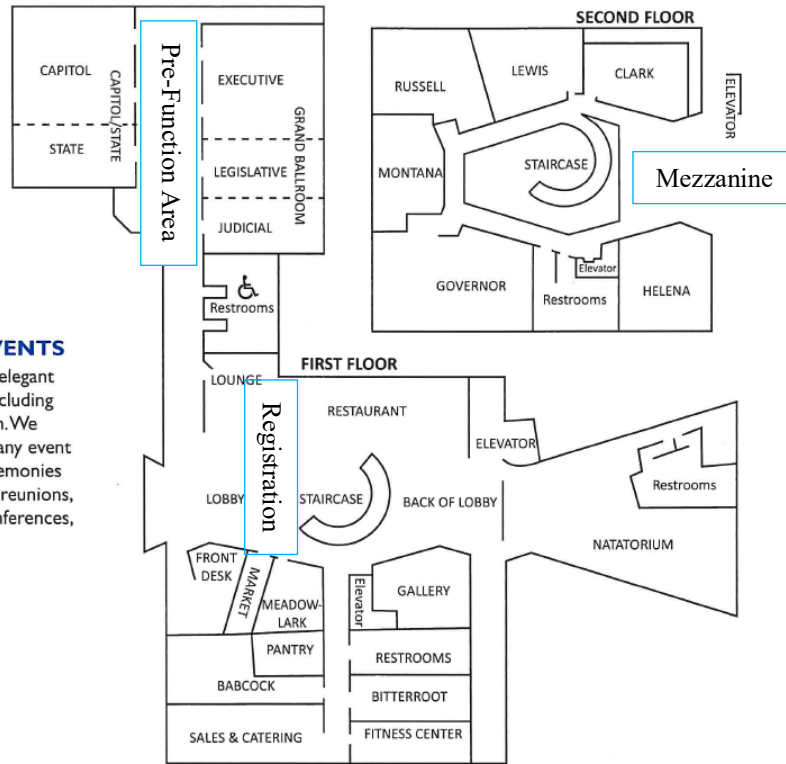 SECOND FLOOR
CAPITOL
CAPITOL/STATE
STATE
Pre-Function Area
EXECUTIVE
GRAND BALLROOM
LEGISLATIVE
JUDICIAL
Restrooms
RUSSELL
LEWIS
CLARK
ELEVATOR
MONTANA
STAIRCASE
Mezzanine
GOVERNOR
Elevator
Restrooms
HELENA
VENTS
elegant
cluding
n. We
any event
emonies
reunions,
nferences,
FIRST FLOOR
LOUNGE
Registration
RESTAURANT
ELEVATOR
LOBBY
STAIRCASE
BACK OF LOBBY
Restrooms
NATATORIUM
FRONT
DESK
MARKET
MEADOW-
LARK
Elevator
GALLERY
PANTRY
RESTROOMS
BABCOCK
BITTERROOT
SALES & CATERING
FITNESS CENTER